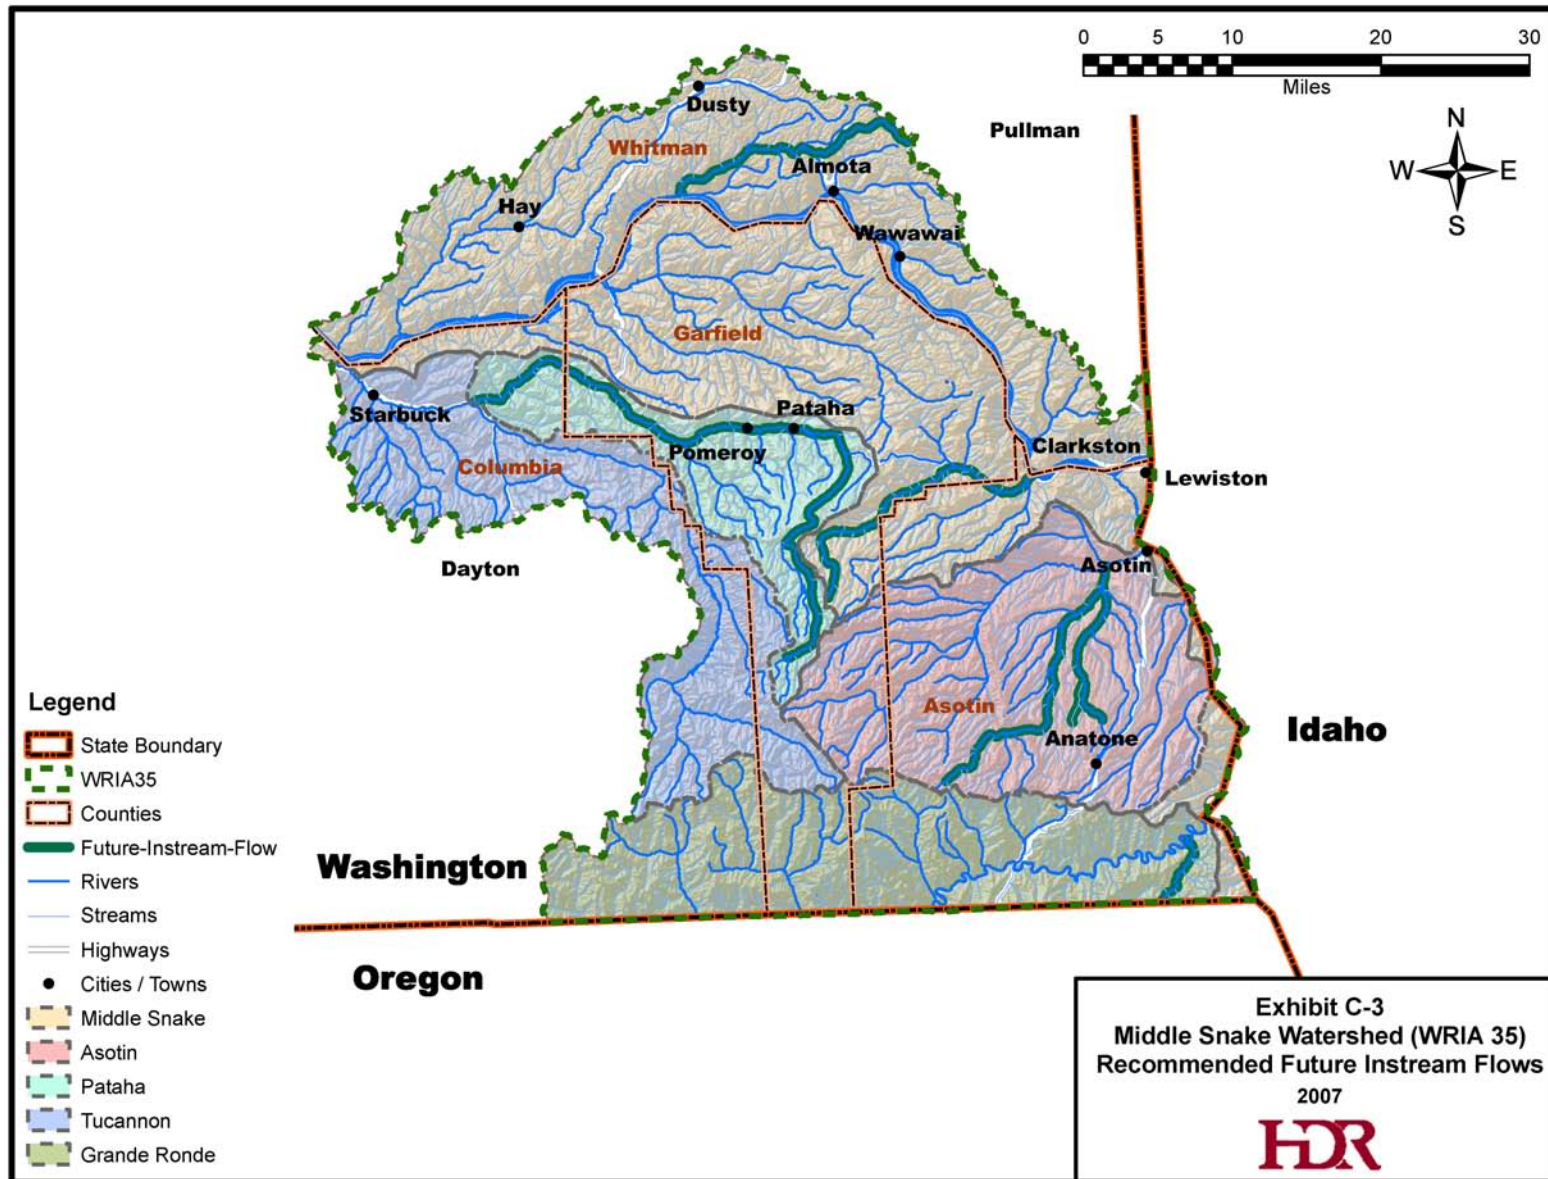 0 5 10 20 30
Miles
N
W E
S
Pullman
Dusty
Whitman
Almota
Hay
Wawawai
Garfield
Starbuck
Pataha
Pomeroy
Columbia
Clarkston
Lewiston
Dayton
Asotin
Asotin
Anatone
Idaho
Washington
Oregon
Legend
State Boundary
WRIA35
Counties
Future-Instream-Flow
Rivers
Streams
Highways
Cities / Towns
Middle Snake
Asotin
Pataha
Tucannon
Grande Ronde
Exhibit C-3
Middle Snake Watershed (WRIA 35)
Recommended Future Instream Flows
2007
HDR